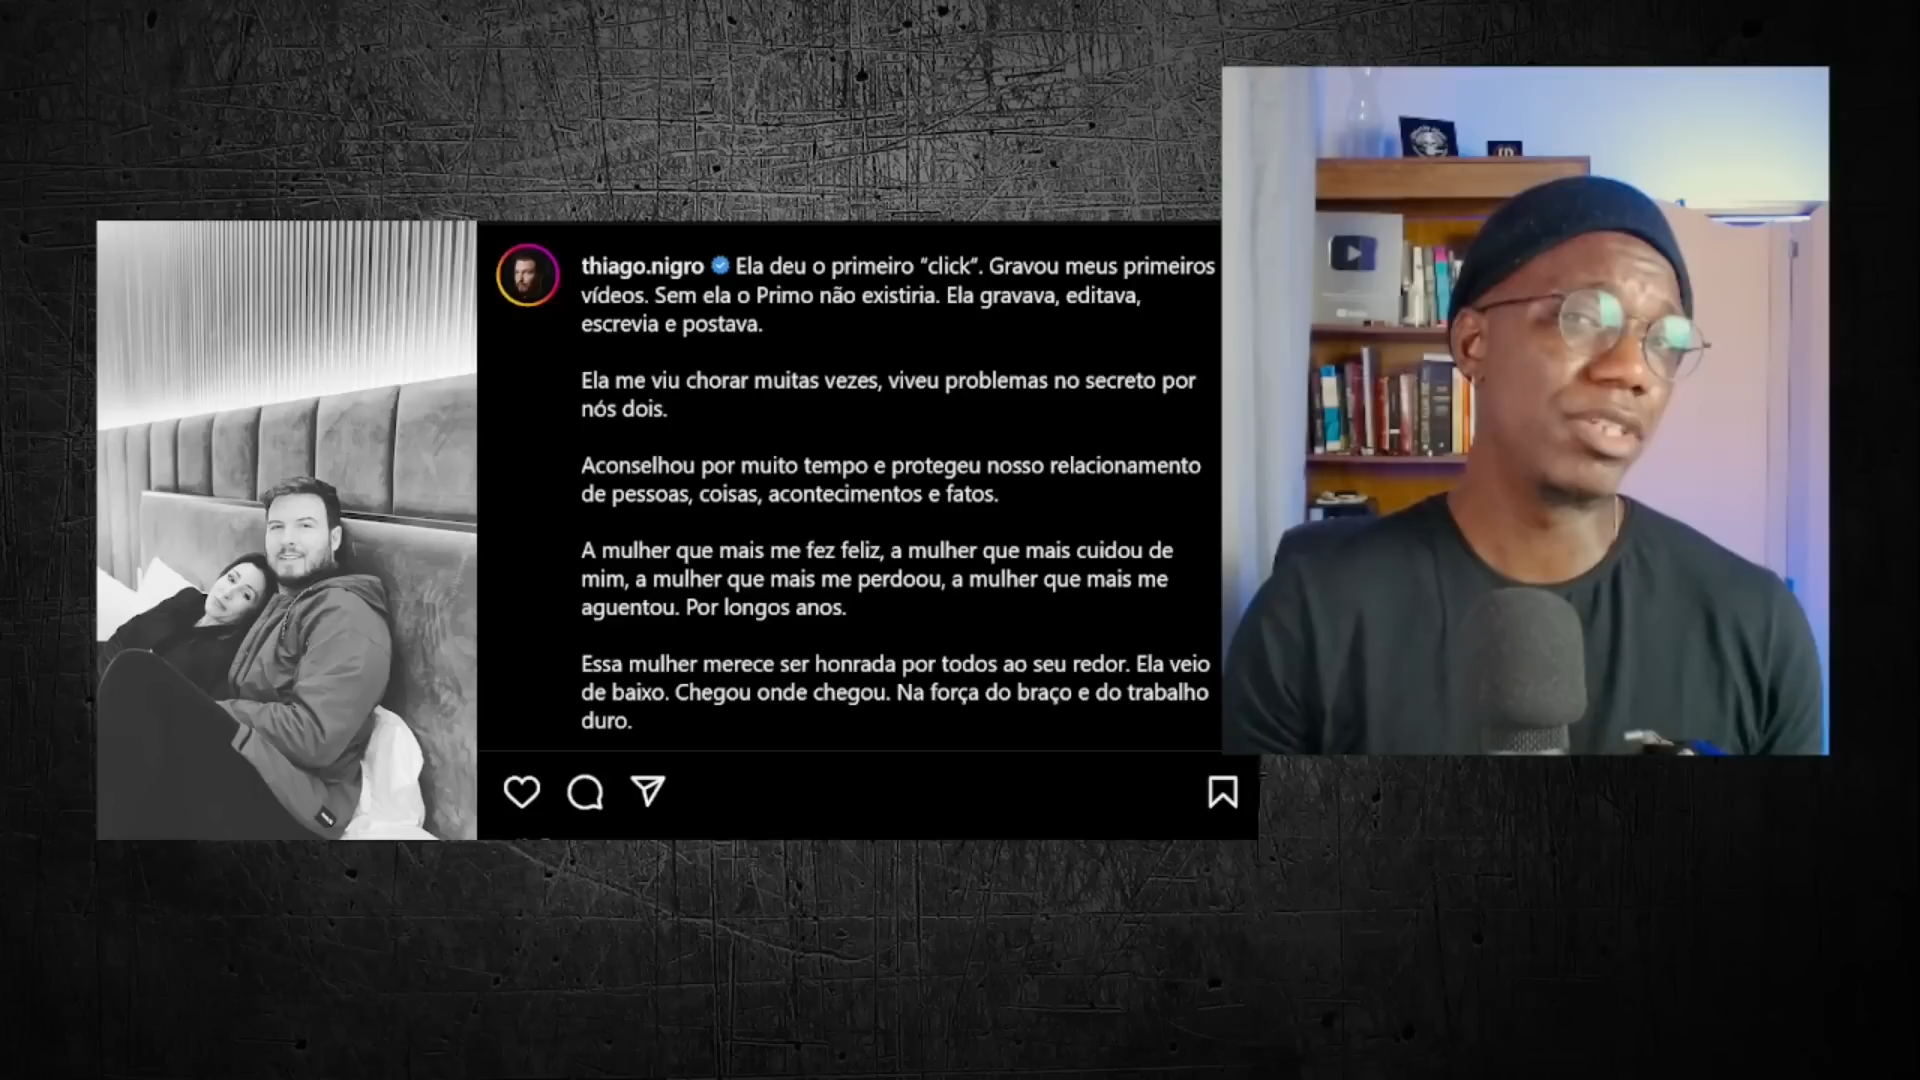 thiago.nigro Ela deu o primeiro “click“. Gravou meus primeiros
vídeos. Sem ela o Primo não existiria. Ela gravava, editava,
escrevia e postava.
Ela me viu chorar muitas vezes, viveu problemas no secreto por
nós dois.
Aconselhou por muito tempo e protegeu nosso relacionamento
de pessoas, coisas, acontecimentos e fatos.
A mulher que mais me fez feliz, a mulher que mais cuidou de
mim, a mulher que mais me perdoou, a mulher que mais me
aguentou. Por longos anos.
Essa mulher merece ser honrada por todos ao seu redor. Ela veio
de baixo. Chegou onde chegou. Na força do braço e do trabalho
duro.